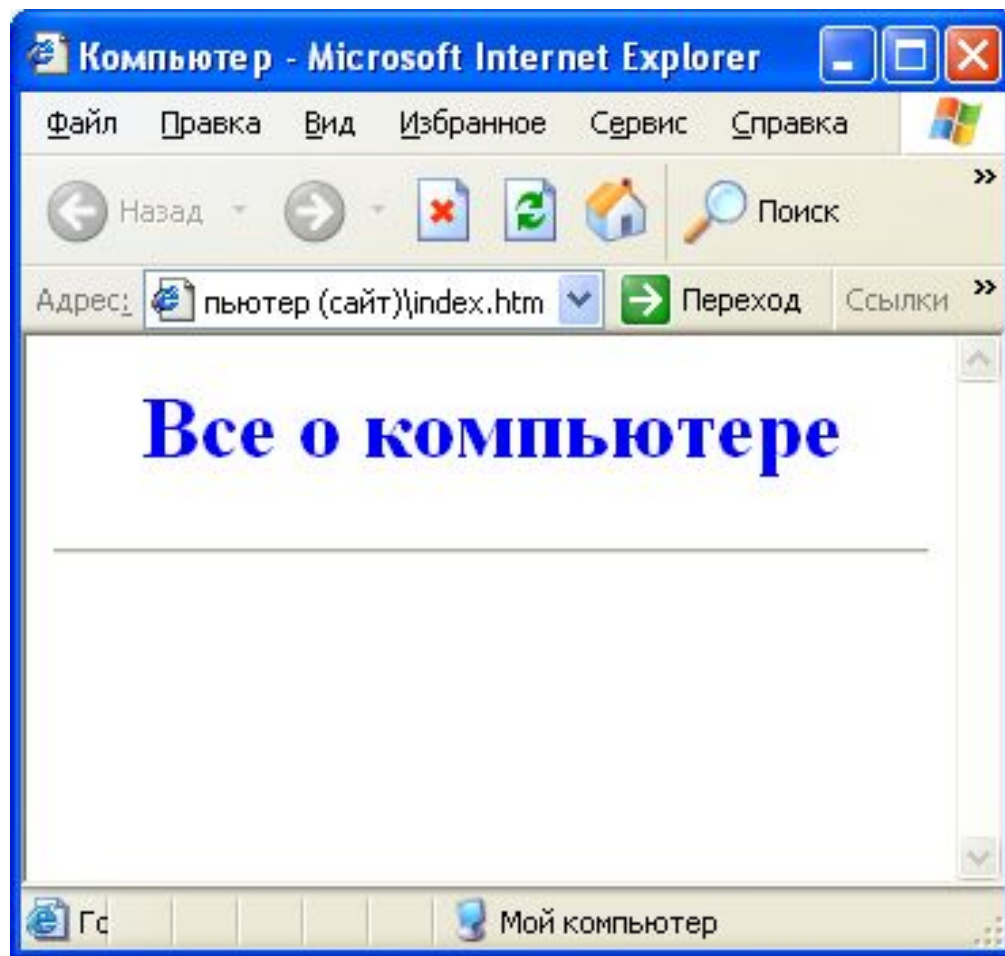 Компьютер - Microsoft Internet Explorer
Файл Правка Вид Избранное Сервис Справка
Назад Поиск »
Адрес: пьютер (сайт)\index.htm Переход Ссылки »
Все о компьютере
Гс Мой компьютер